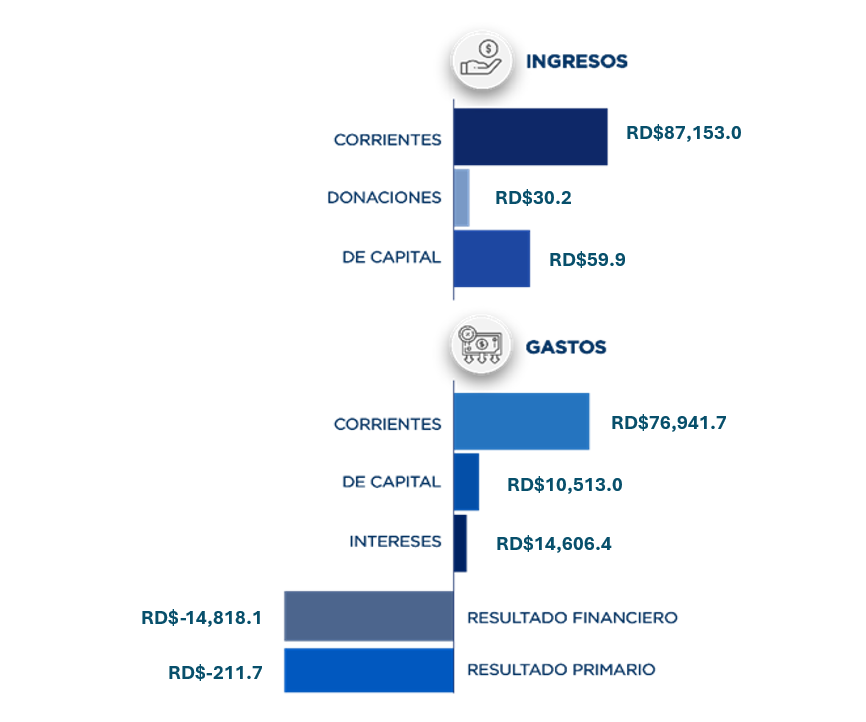 INGRESOS
CORRIENTES RD$87,153.0
DONACIONES RD$30.2
DE CAPITAL RD$59.9
GASTOS
CORRIENTES RD$76,941.7
DE CAPITAL RD$10,513.0
INTERESES RD$14,606.4
RD$-14,818.1 RESULTADO FINANCIERO
RD$-211.7 RESULTADO PRIMARIO